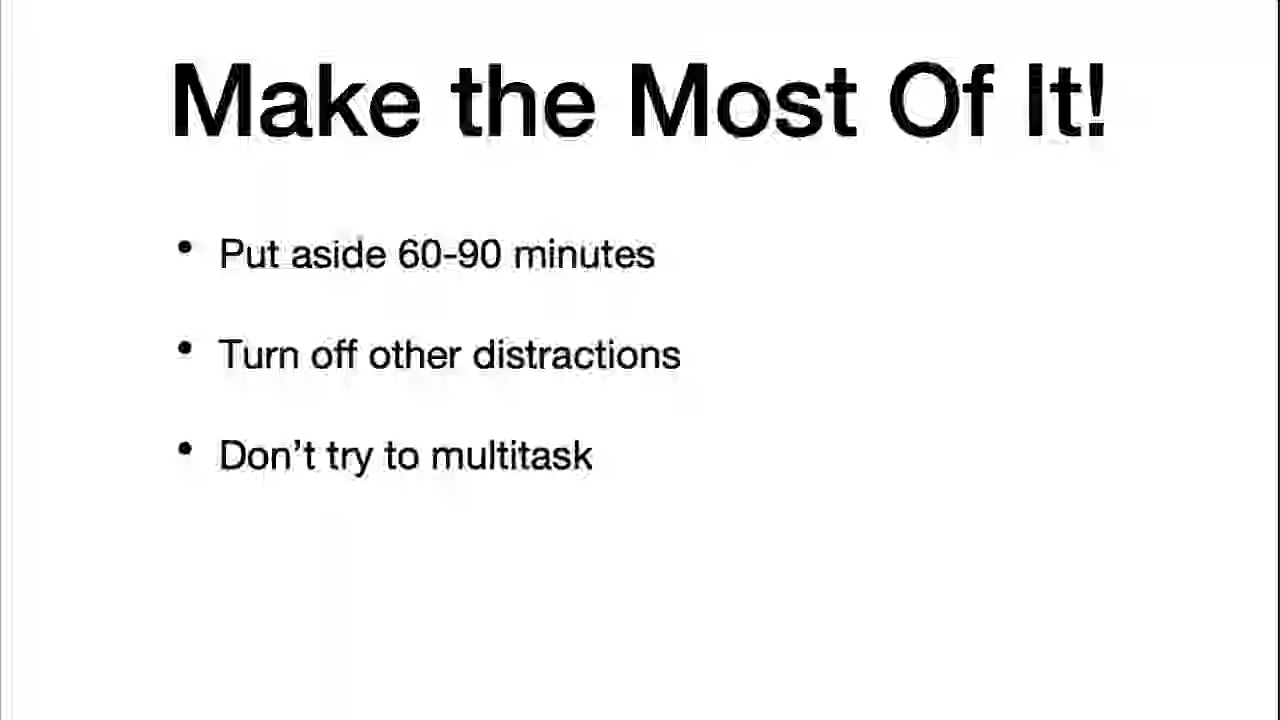 Make the Most Of It!
• Put aside 60-90 minutes
• Turn off other distractions
• Don’t try to multitask